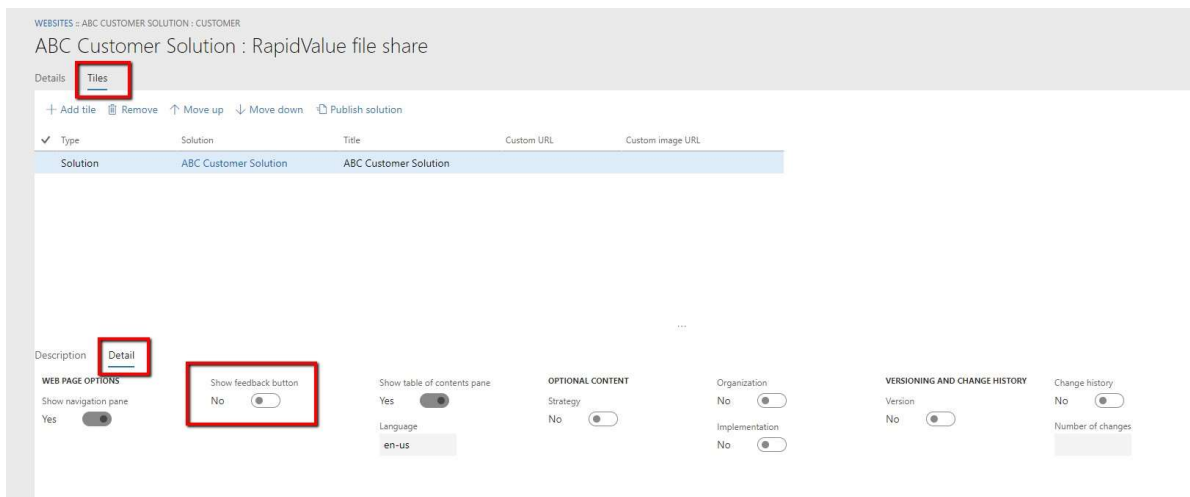 WEBSITES :: ABC CUSTOMER SOLUTION : CUSTOMER
ABC Customer Solution : RapidValue file share
Details Tiles
Add tile Remove Move up Move down Publish solution
Type Solution Title Custom URL Custom image URL
Solution ABC Customer Solution ABC Customer Solution
...
Description Detail
WEB PAGE OPTIONS Show feedback button Show table of contents pane OPTIONAL CONTENT Organization VERSIONING AND CHANGE HISTORY Change history
Show navigation pane No Yes Strategy No Version No
Yes Language No Implementation No Number of changes
en-us No